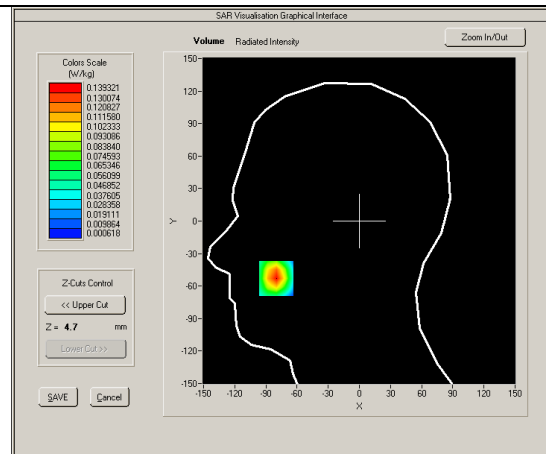 SAR Visualisation Graphical Interface
Volume Radiated Intensity
Zoom In/Out
Colors Scale
(W/kg)
0.139321
0.130074
0.120827
0.111580
0.102333
0.093086
0.083840
0.074593
0.065346
0.056099
0.046852
0.037605
0.028358
0.019111
0.009864
0.000618
Z-Cuts Control
<< Upper Cut
Z = 4.7 mm
Lower Cut >>
SAVE Cancel
150
120
90
60
30
0
-30
-60
-90
-120
-150
Y
-150 -120 -90 -60 -30 0 30 60 90 120 150
X